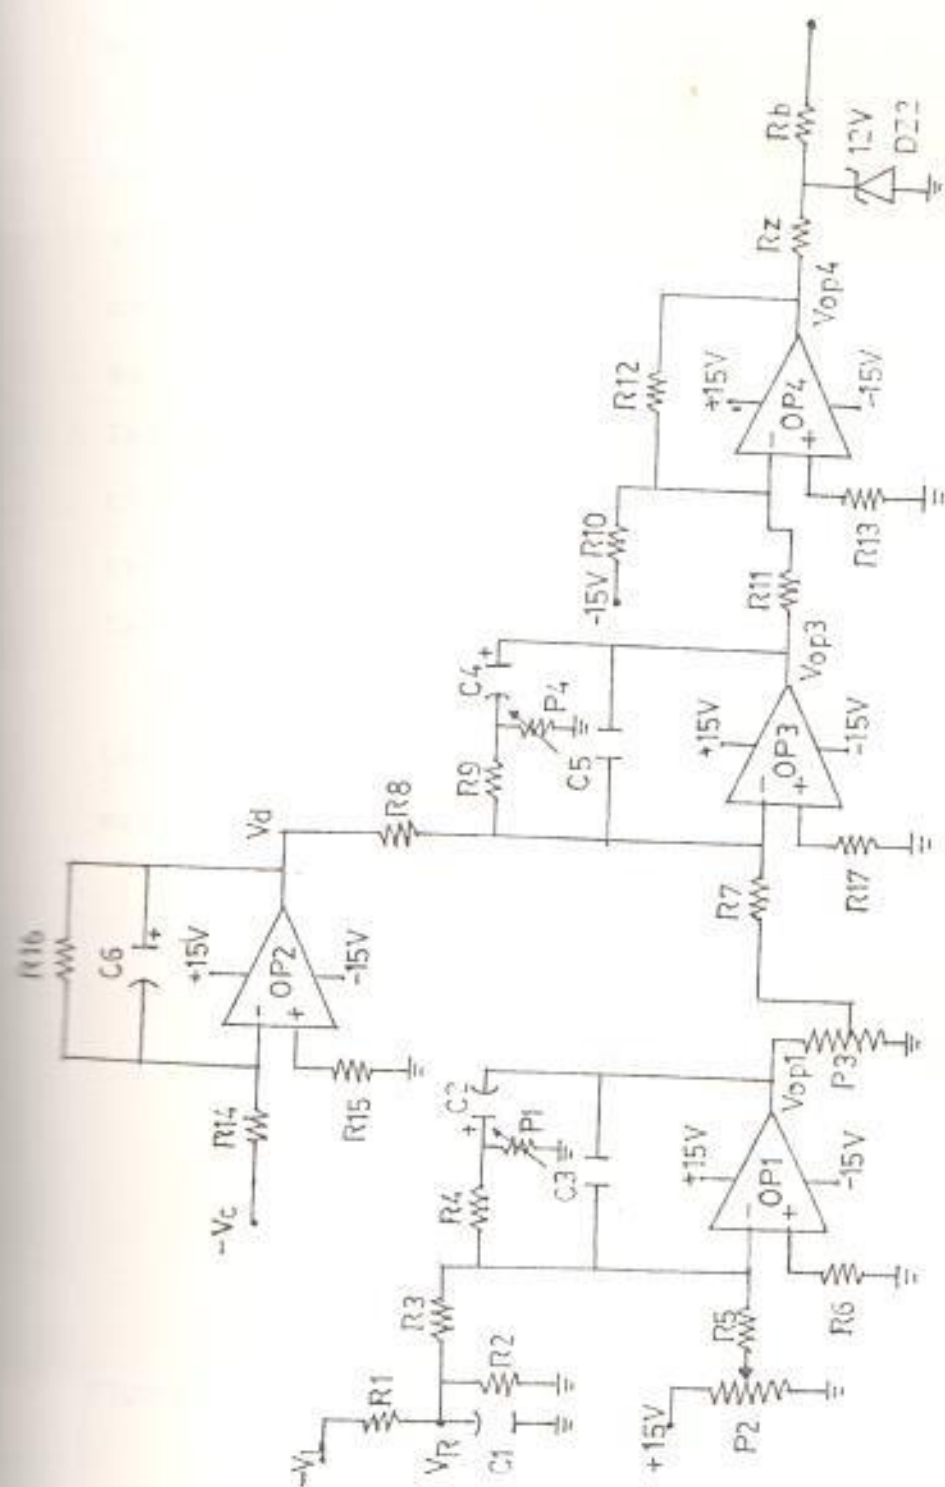 C6
+
+15V
-
OP2
+
-15V
R14
-Vc
R15
Vd
R8
R9
C4
+
P4
C5
+15V
-
OP3
+
-15V
Vop3
R7
R17
-15V
R10
R11
R12
+15V
-
OP4
+
-15V
Vop4
R13
Rz
Rb
12V
R1
VR
C1
R2
R3
R4
+
C2
P1
C3
+15V
-
OP1
+
-15V
Vop1
P3
+15V
P2
R5
R6